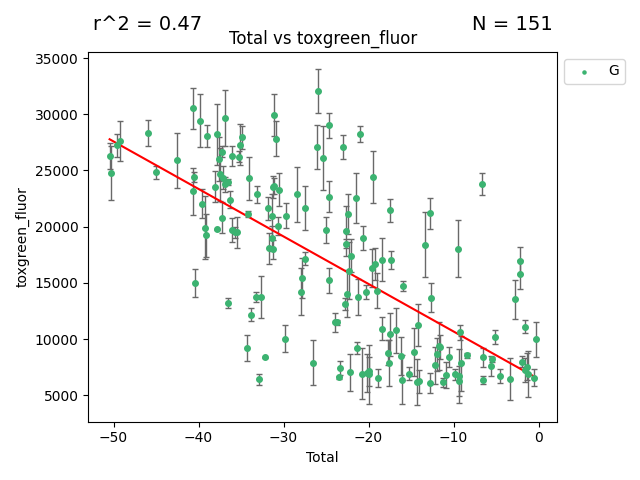 r^2 = 0.47 N = 151
Total vs toxgreen_fluor
G
35000
30000
25000
20000
15000
10000
5000
toxgreen_fluor
−50 −40 −30 −20 −10 0
Total